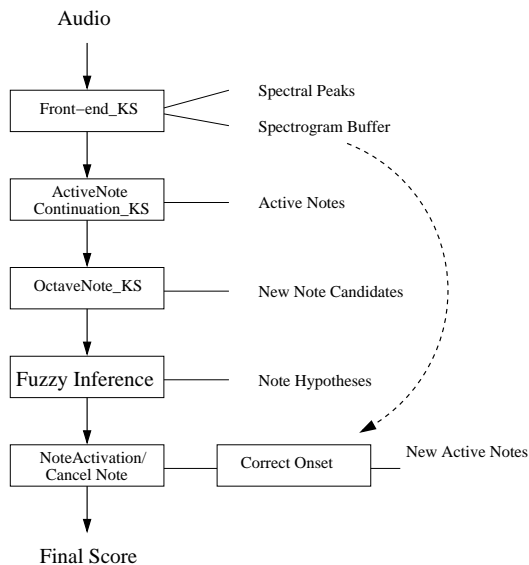 Audio
Front-end_KS
Spectral Peaks
Spectrogram Buffer
ActiveNote
Continuation_KS
Active Notes
OctaveNote_KS
New Note Candidates
Fuzzy Inference
Note Hypotheses
NoteActivation/
Cancel Note
Correct Onset
New Active Notes
Final Score